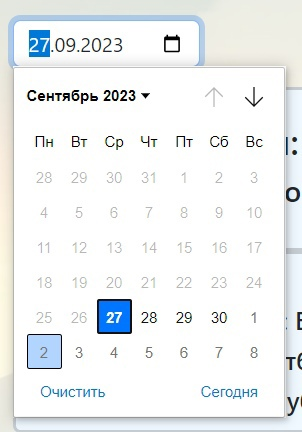 27.09.2023
Сентябрь 2023
Пн Вт Ср Чт Пт Сб Вс
28 29 30 31 1 2 3
4 5 6 7 8 9 10
11 12 13 14 15 16 17
18 19 20 21 22 23 24
25 26 27 28 29 30 1
2 3 4 5 6 7 8
Очистить Сегодня